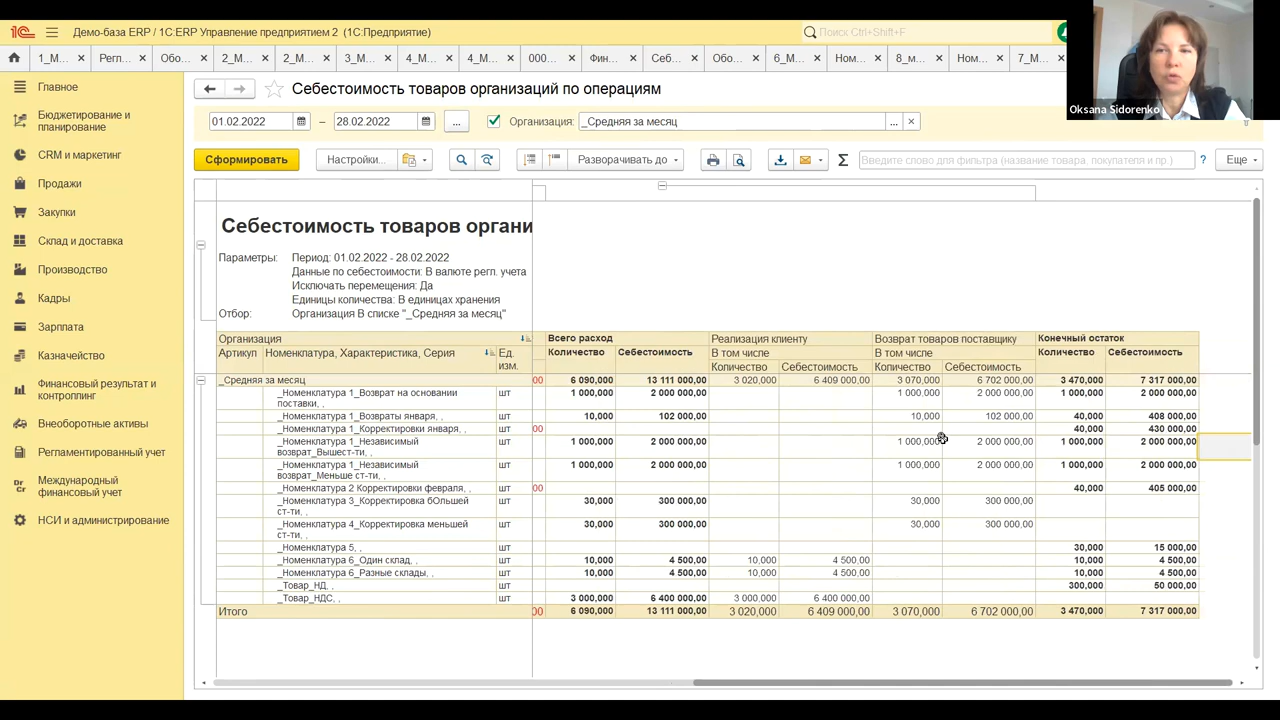 Демо-база ERP / 1С:ERP Управление предприятием 2 (1С:Предприятие)
Поиск Ctrl+Shift+F
1_М... Регл... Обо... 2_М... 2_М... 3_М... 4_М... 1_М... 000... Фин... Себ... Обо... 6_М... Ном... 8_м... Ном... 7_М...
Oksana Sidorenko
Главное
Бюджетирование и
планирование
CRM и маркетинг
Продажи
Закупки
Склад и доставка
Производство
Кадры
Зарплата
Казначейство
Финансовый результат и
контроллинг
Внеоборотные активы
Регламентированный учет
Международный
финансовый учет
НСИ и администрирование
Себестоимость товаров организаций по операциям
01.02.2022 – 28.02.2022 ... Организация: _Средняя за месяц ... ×
Сформировать Настройки... Разворачивать до Σ Введите слово для фильтра (название товара, покупателя и пр ) ? Еще
Себестоимость товаров органи
Параметры: Период: 01.02.2022 - 28.02.2022
Данные по себестоимости: В валюте регл. учета
Исключать перемещения: Да
Единицы количества: В единицах хранения
Отбор: Организация В списке "_Средняя за месяц"
Организация Всего расход Реализация клиенту Возврат товаров поставщику Конечный остаток
Артикул Номенклатура, Характеристика, Серия Ед. изм. Количество Себестоимость В том числе В том числе Количество Себестоимость
Количество Себестоимость Количество Себестоимость
_Средняя за месяц 00 6 090,000 13 111 000,00 3 020,000 6 409 000,00 3 070,000 6 702 000,00 3 470,000 7 317 000,00
_Номенклатура 1_Возврат на основании шт 1 000,000 2 000 000,00 1 000,000 2 000 000,00 1 000,000 2 000 000,00
поставки, ,
_Номенклатура 1_Возвраты января, , шт 10,000 102 000,00 10,000 102 000,00 40,000 408 000,00
_Номенклатура 1_Корректировки января, , шт 00 40,000 430 000,00
_Номенклатура 1_Независимый шт 1 000,000 2 000 000,00 1 000,000 2 000 000,00 1 000,000 2 000 000,00
возврат_Вышест-ти, ,
_Номенклатура 1_Независимый шт 1 000,000 2 000 000,00 1 000,000 2 000 000,00 1 000,000 2 000 000,00
возврат_Меньше ст-ти, ,
_Номенклатура 2 Корректировки февраля, , шт 00 40,000 405 000,00
_Номенклатура 3_Корректировка бОльшей шт 30,000 300 000,00 30,000 300 000,00
ст-ти, ,
_Номенклатура 4_Корректировка меньшей шт 30,000 300 000,00 30,000 300 000,00
ст-ти, ,
_Номенклатура 5, , шт 30,000 15 000,00
_Номенклатура 6_Один склад, , шт 10,000 4 500,00 10,000 4 500,00 10,000 4 500,00
_Номенклатура 6_Разные склады, , шт 10,000 4 500,00 10,000 4 500,00 10,000 4 500,00
_Товар_НД, , шт 300,000 50 000,00
_Товар_НДС, , шт 3 000,000 6 400 000,00 3 000,000 6 400 000,00
Итого 00 6 090,000 13 111 000,00 3 020,000 6 409 000,00 3 070,000 6 702 000,00 3 470,000 7 317 000,00